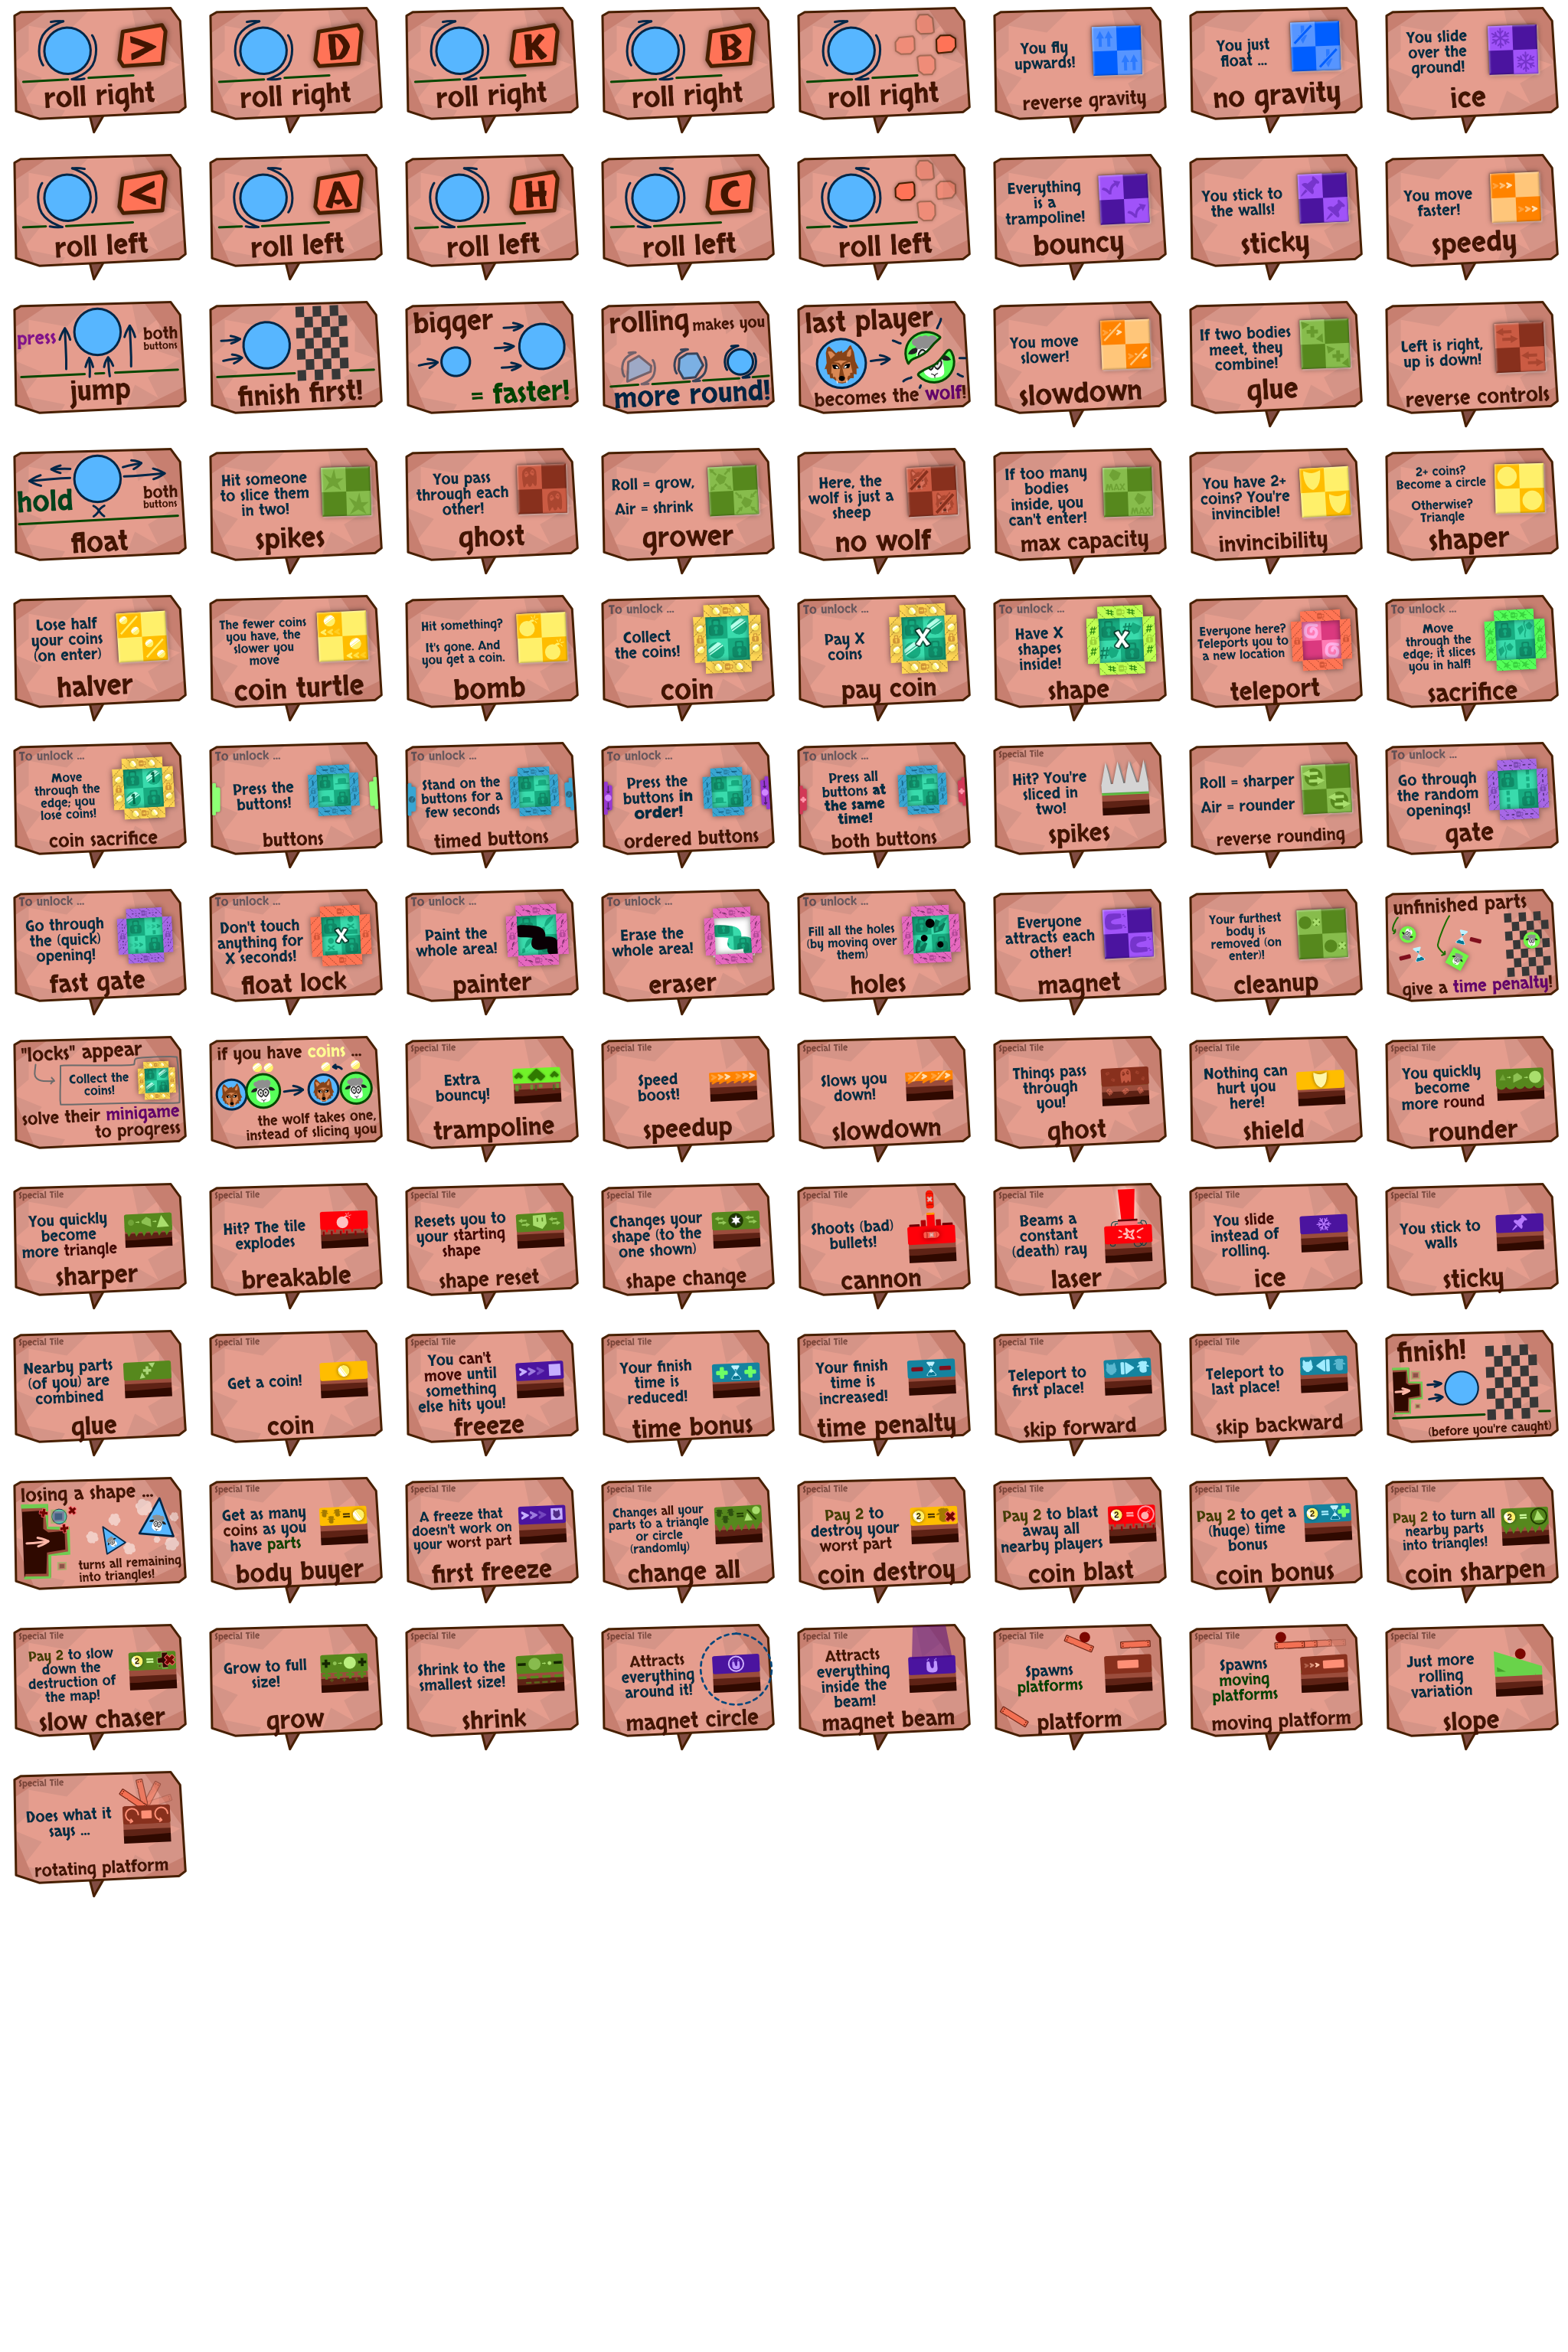 >
roll right
D
roll right
K
roll right
B
roll right
roll right
You fly
upwards!
reverse gravity
You just
float ...
no gravity
You slide
over the
ground!
ice
<
roll left
A
roll left
H
roll left
C
roll left
roll left
Everything
is a
trampoline!
bouncy
You stick to
the walls!
sticky
You move
faster!
speedy
press
both
buttons
jump
finish first!
bigger
= faster!
rolling makes you
more round!
last player
becomes the wolf!
You move
slower!
slowdown
If two bodies
meet, they
combine!
glue
Left is right,
up is down!
reverse controls
hold
both
buttons
x
float
Hit someone
to slice them
in two!
spikes
You pass
through each
other!
ghost
Roll = grow,
Air = shrink
grower
Here, the
wolf is just a
sheep
no wolf
If too many
bodies
inside, you
can't enter!
MAX
MAX
max capacity
You have 2+
coins? You're
invincible!
invincibility
2+ coins?
Become a circle
Otherwise?
Triangle
shaper
Lose half
your coins
(on enter)
halver
The fewer coins
you have, the
slower you
move
coin turtle
Hit something?
It's gone. And
you get a coin.
bomb
To unlock ...
Collect
the coins!
coin
To unlock ...
Pay X
coins
X
pay coin
To unlock ...
Have X
shapes
inside!
X
shape
To unlock ...
Everyone here?
Teleports you to
a new location
teleport
To unlock ...
Move
through the
edge; it slices
you in half!
sacrifice
To unlock ...
Move
through the
edge; you
lose coins!
coin sacrifice
To unlock ...
Press the
buttons!
buttons
To unlock ...
Stand on the
buttons for a
few seconds
timed buttons
To unlock ...
Press the
buttons in
order!
ordered buttons
To unlock ...
Press all
buttons at
the same
time!
both buttons
Special Tile
Hit? You're
sliced in
two!
spikes
Roll = sharper
Air = rounder
reverse rounding
To unlock ...
Go through
the random
openings!
gate
To unlock ...
Go through
the (quick)
opening!
fast gate
To unlock ...
Don't touch
anything for
X seconds!
X
float lock
To unlock ...
Paint the
whole area!
painter
To unlock ...
Erase the
whole area!
eraser
To unlock ...
Fill all the holes
(by moving over
them)
holes
Everyone
attracts each
other!
magnet
Your furthest
body is
removed (on
enter)!
cleanup
unfinished parts
give a time penalty!
"locks" appear
Collect the
coins!
solve their minigame
to progress
if you have coins ...
the wolf takes one,
instead of slicing you
Special Tile
Extra
bouncy!
trampoline
Special Tile
Speed
boost!
speedup
Special Tile
Slows you
down!
slowdown
Special Tile
Things pass
through
you!
ghost
Special Tile
Nothing can
hurt you
here!
shield
Special Tile
You quickly
become
more round
rounder
Special Tile
You quickly
become
more triangle
sharper
Special Tile
Hit? The tile
explodes
breakable
Special Tile
Resets you to
your starting
shape
shape reset
Special Tile
Changes your
shape (to the
one shown)
shape change
Special Tile
Shoots (bad)
bullets!
cannon
Special Tile
Beams a
constant
(death) ray
laser
Special Tile
You slide
instead of
rolling.
ice
Special Tile
You stick to
walls
sticky
Special Tile
Nearby parts
(of you) are
combined
glue
Special Tile
Get a coin!
coin
Special Tile
You can't
move until
something
else hits you!
freeze
Special Tile
Your finish
time is
reduced!
time bonus
Special Tile
Your finish
time is
increased!
time penalty
Special Tile
Teleport to
first place!
skip forward
Special Tile
Teleport to
last place!
skip backward
finish!
(before you're caught)
losing a shape ...
turns all remaining
into triangles!
Special Tile
Get as many
coins as you
have parts
body buyer
Special Tile
A freeze that
doesn't work on
your worst part
first freeze
Special Tile
Changes all your
parts to a triangle
or circle
(randomly)
change all
Special Tile
Pay 2 to
destroy your
worst part
2 =
coin destroy
Special Tile
Pay 2 to blast
away all
nearby players
2 =
coin blast
Special Tile
Pay 2 to get a
(huge) time
bonus
2 =
coin bonus
Special Tile
Pay 2 to turn all
nearby parts
into triangles!
2 =
coin sharpen
Special Tile
Pay 2 to slow
down the
destruction of
the map!
2 =
slow chaser
Special Tile
Grow to full
size!
grow
Special Tile
Shrink to the
smallest size!
shrink
Special Tile
Attracts
everything
around it!
magnet circle
Special Tile
Attracts
everything
inside the
beam!
magnet beam
Special Tile
Spawns
platforms
platform
Special Tile
Spawns
moving
platforms
moving platform
Special Tile
Just more
rolling
variation
slope
Special Tile
Does what it
says ...
rotating platform